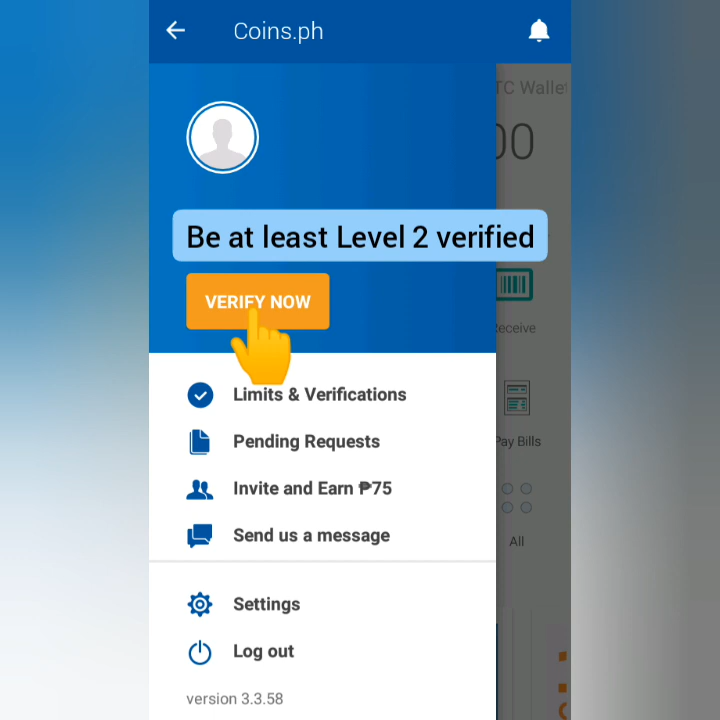 Coins.ph
TC Wallet
00
Be at least Level 2 verified
VERIFY NOW
Receive
Limits & Verifications
Pay Bills
Pending Requests
Invite and Earn ₱75
Send us a message
All
Settings
Log out
version 3.3.58